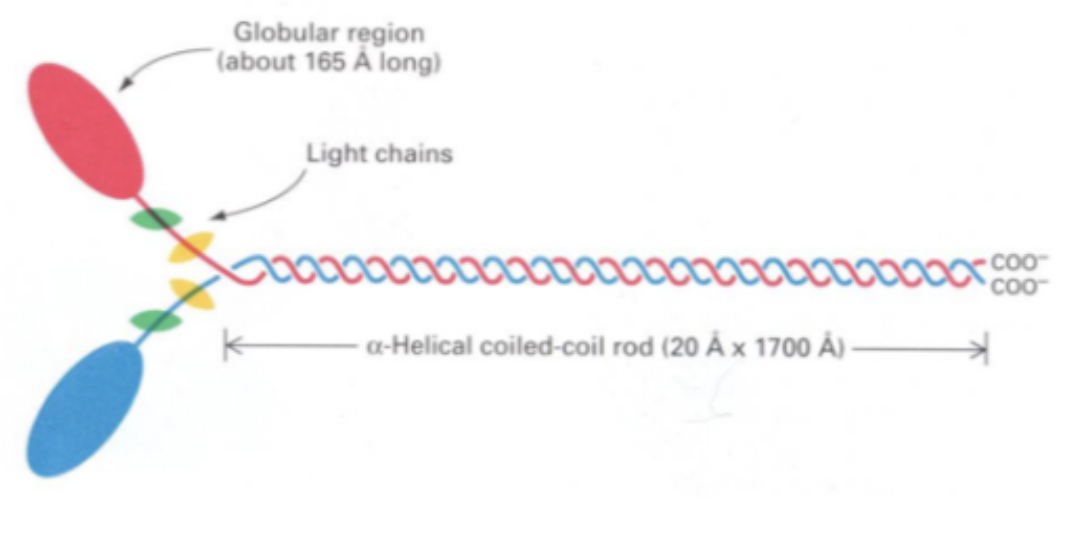 Globular region
(about 165 Å long)
Light chains
COO⁻
COO⁻
α-Helical coiled-coil rod (20 Å x 1700 Å)